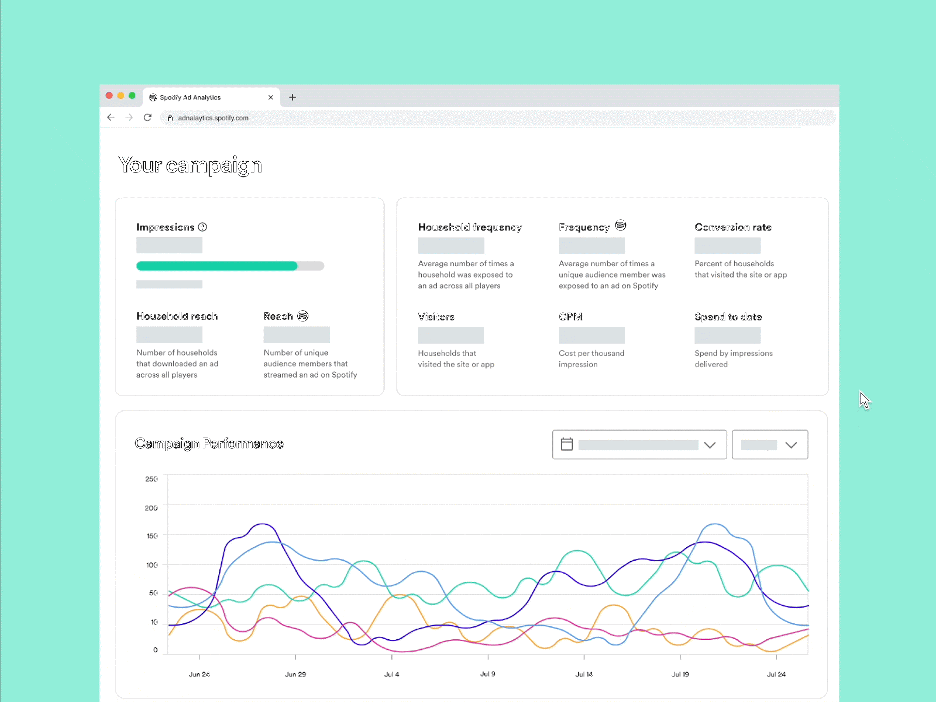 Spotify Ad Analytics
adnalaytics.spotify.com
Your campaign
Impressions
Household frequency
Frequency
Conversion rate
Average number of times a
household was exposed to
an ad across all players
Average number of times a
unique audience member was
exposed to an ad on Spotify
Percent of households
that visited the site or app
Household reach
Reach
Number of households
that downloaded an ad
across all players
Number of unique
audience members that
streamed an ad on Spotify
Visitors
CPM
Spend to date
Households that
visited the site or app
Cost per thousand
impression
Spend by impressions
delivered
Campaign Performance
250
200
150
100
50
10
0
Jun 24
Jun 29
Jul 4
Jul 9
Jul 14
Jul 19
Jul 24